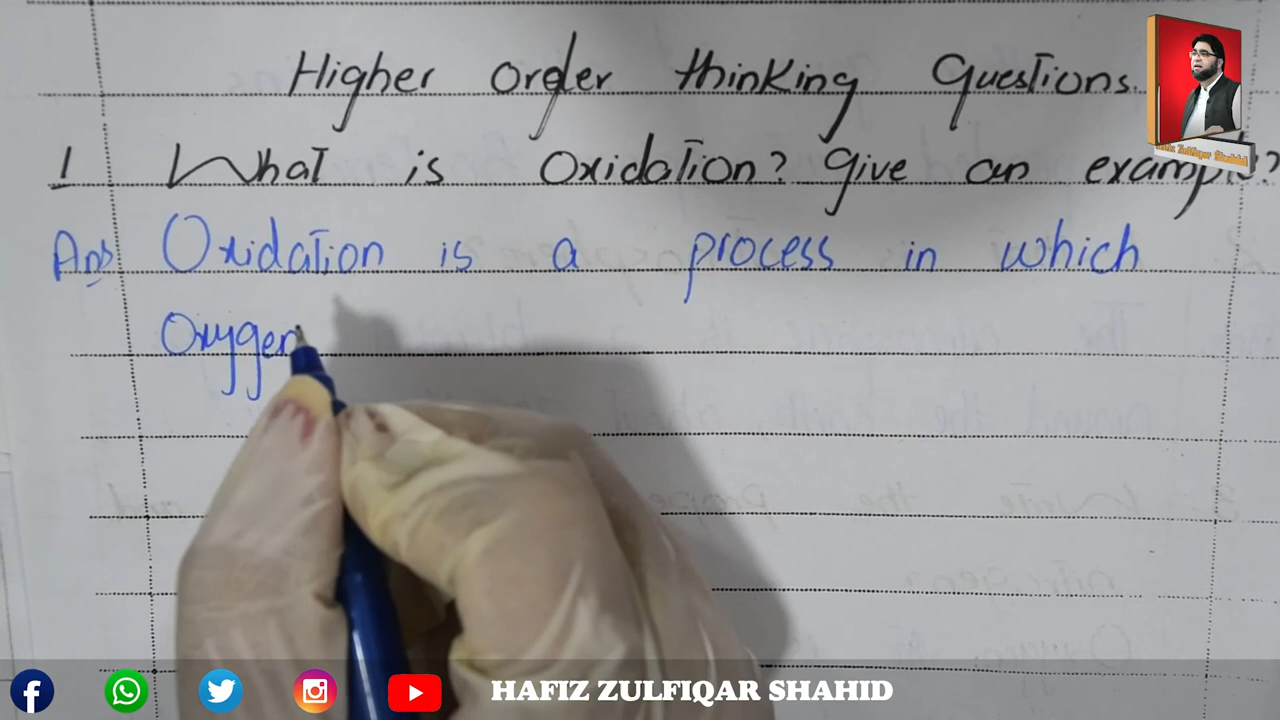 Higher Order thinking Questions.
1 What is Oxidation? Give an example?
Ans Oxidation is a process in which
Oxygen
HAFIZ ZULFIQAR SHAHID